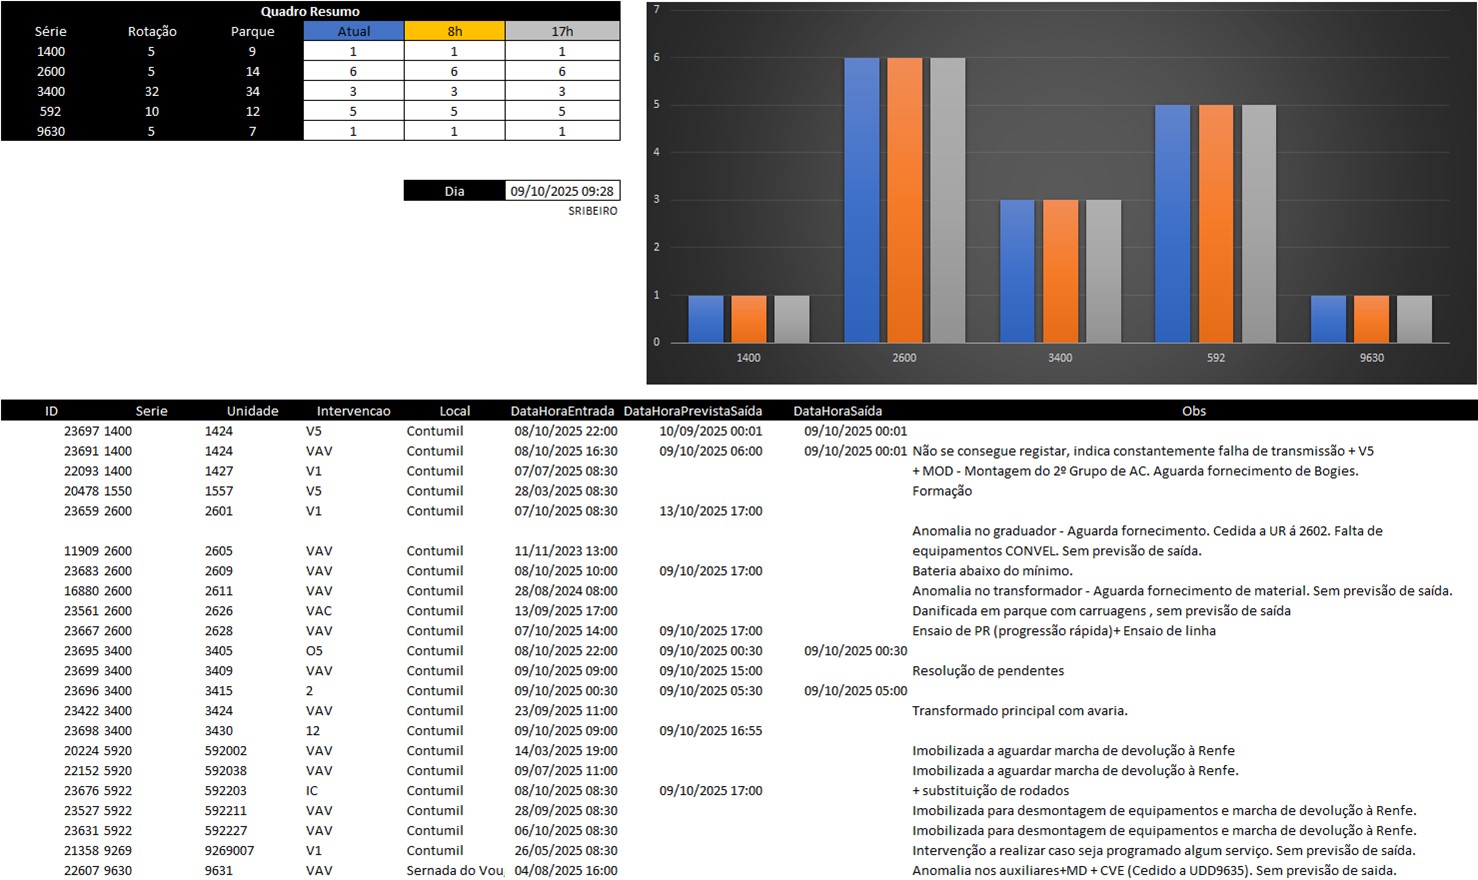 Quadro Resumo
Série Rotação Parque Atual 8h 17h
1400 5 9 1 1 1
2600 5 14 6 6 6
3400 32 34 3 3 3
592 10 12 5 5 5
9630 5 7 1 1 1
Dia 09/10/2025 09:28
SRIBEIRO
7
6
5
4
3
2
1
0
1400 2600 3400 592 9630
ID Serie Unidade Intervencao Local DataHoraEntrada DataHoraPrevistaSaída DataHoraSaída Obs
23697 1400 1424 V5 Contumil 08/10/2025 22:00 10/09/2025 00:01 09/10/2025 00:01
23691 1400 1424 VAV Contumil 08/10/2025 16:30 09/10/2025 06:00 09/10/2025 00:01 Não se consegue registar, indica constantemente falha de transmissão + V5
22093 1400 1427 V1 Contumil 07/07/2025 08:30 + MOD - Montagem do 2º Grupo de AC. Aguarda fornecimento de Bogies.
20478 1550 1557 V5 Contumil 28/03/2025 08:30 Formação
23659 2600 2601 V1 Contumil 07/10/2025 08:30 13/10/2025 17:00
Anomalia no graduador - Aguarda fornecimento. Cedida a UR á 2602. Falta de
11909 2600 2605 VAV Contumil 11/11/2023 13:00 equipamentos CONVEL. Sem previsão de saída.
23683 2600 2609 VAV Contumil 08/10/2025 10:00 09/10/2025 17:00 Bateria abaixo do mínimo.
16880 2600 2611 VAV Contumil 28/08/2024 08:00 Anomalia no transformador - Aguarda fornecimento de material. Sem previsão de saída.
23561 2600 2626 VAC Contumil 13/09/2025 17:00 Danificada em parque com carruagens , sem previsão de saída
23667 2600 2628 VAV Contumil 07/10/2025 14:00 09/10/2025 17:00 Ensaio de PR (progressão rápida)+ Ensaio de linha
23695 3400 3405 O5 Contumil 08/10/2025 22:00 09/10/2025 00:30 09/10/2025 00:30
23699 3400 3409 VAV Contumil 09/10/2025 09:00 09/10/2025 15:00 Resolução de pendentes
23696 3400 3415 2 Contumil 09/10/2025 00:30 09/10/2025 05:30 09/10/2025 05:00
23422 3400 3424 VAV Contumil 23/09/2025 11:00 Transformado principal com avaria.
23698 3400 3430 12 Contumil 09/10/2025 09:00 09/10/2025 16:55
20224 5920 592002 VAV Contumil 14/03/2025 19:00 Imobilizada a aguardar marcha de devolução à Renfe
22152 5920 592038 VAV Contumil 09/07/2025 11:00 Imobilizada a aguardar marcha de devolução à Renfe.
23676 5922 592203 IC Contumil 08/10/2025 08:30 09/10/2025 17:00 + substituição de rodados
23527 5922 592211 VAV Contumil 28/09/2025 08:30 Imobilizada para desmontagem de equipamentos e marcha de devolução à Renfe.
23631 5922 592227 VAV Contumil 06/10/2025 08:30 Imobilizada para desmontagem de equipamentos e marcha de devolução à Renfe.
21358 9269 9269007 V1 Contumil 26/05/2025 08:30 Intervenção a realizar caso seja programado algum serviço. Sem previsão de saída.
22607 9630 9631 VAV Sernada do Vou 04/08/2025 16:00 Anomalia nos auxiliares+MD + CVE (Cedido a UDD9635). Sem previsão de saida.